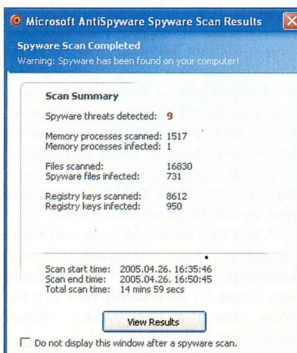 Microsoft AntiSpyware Spyware Scan Results
Spyware Scan Completed
Warning: Spyware has been found on your computer!
Scan Summary
Spyware threats detected: 9
Memory processes scanned: 1517
Memory processes infected: 1
Files scanned: 16830
Spyware files infected: 731
Registry keys scanned: 8612
Registry keys infected: 950
Scan start time: 2005.04.26. 16:35:46
Scan end time: 2005.04.26. 16:50:45
Total scan time: 14 mins 59 secs
View Results
Do not display this window after a spyware scan.